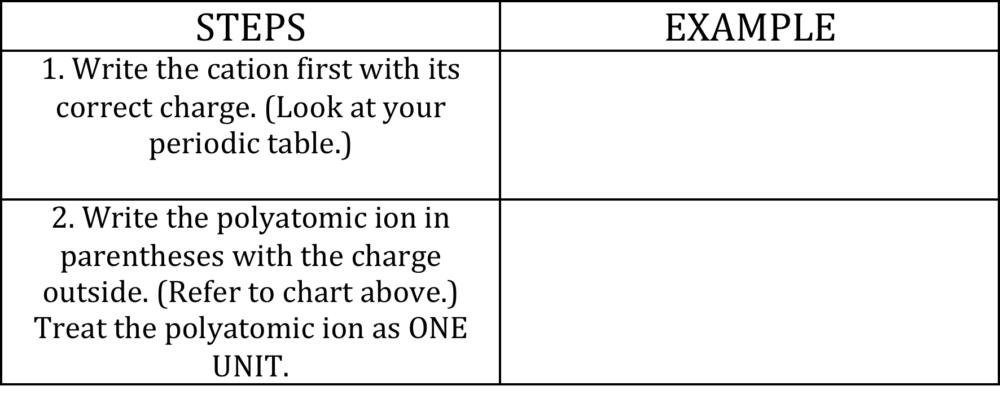 STEPS
EXAMPLE
1. Write the cation first with its
correct charge. (Look at your
periodic table.)
2. Write the polyatomic ion in
parentheses with the charge
outside. (Refer to chart above.)
Treat the polyatomic ion as ONE
UNIT.